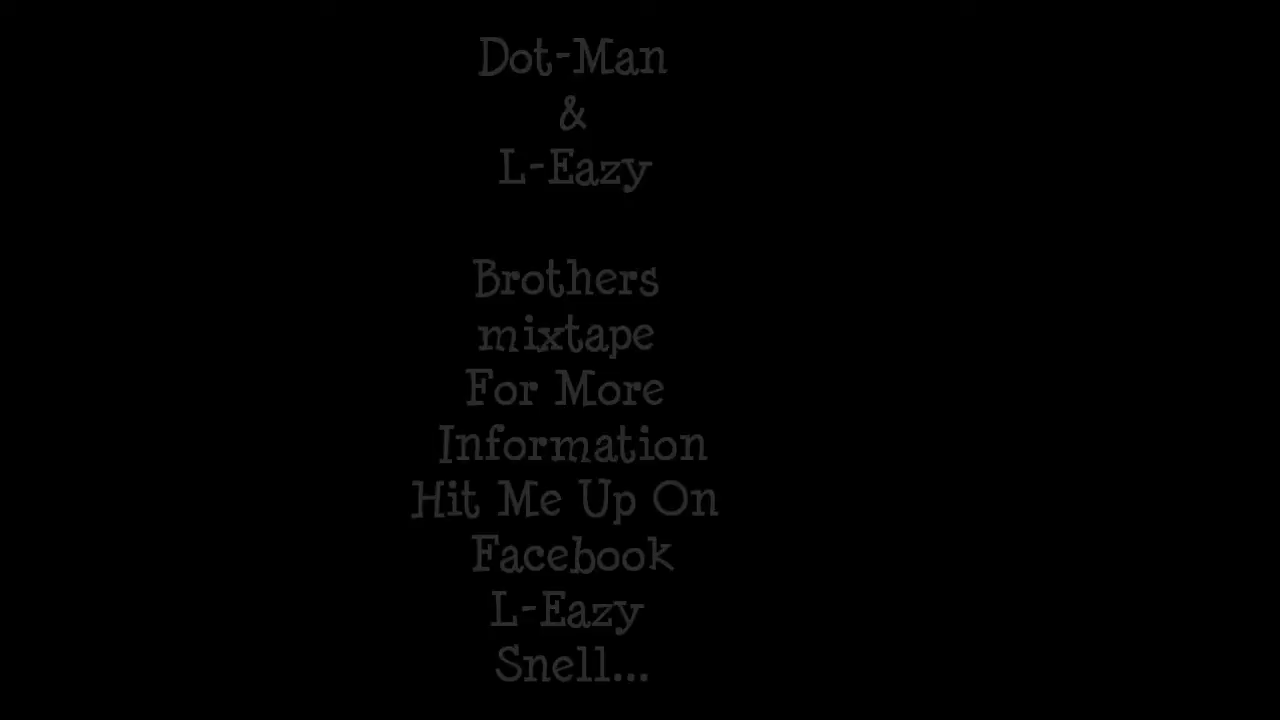 Dot-Man
&
L-Eazy
Brothers
mixtape
For More
Information
Hit Me Up On
Facebook
L-Eazy
Snell...